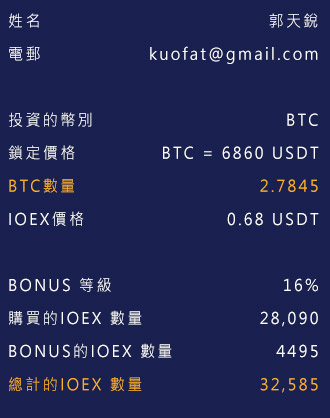 姓名 郭天銳
電郵 kuofat@gmail.com
投資的幣別 BTC
鎖定價格 BTC = 6860 USDT
BTC數量 2.7845
IOEX價格 0.68 USDT
BONUS 等級 16%
購買的IOEX 數量 28,090
BONUS的IOEX 數量 4495
總計的IOEX 數量 32,585